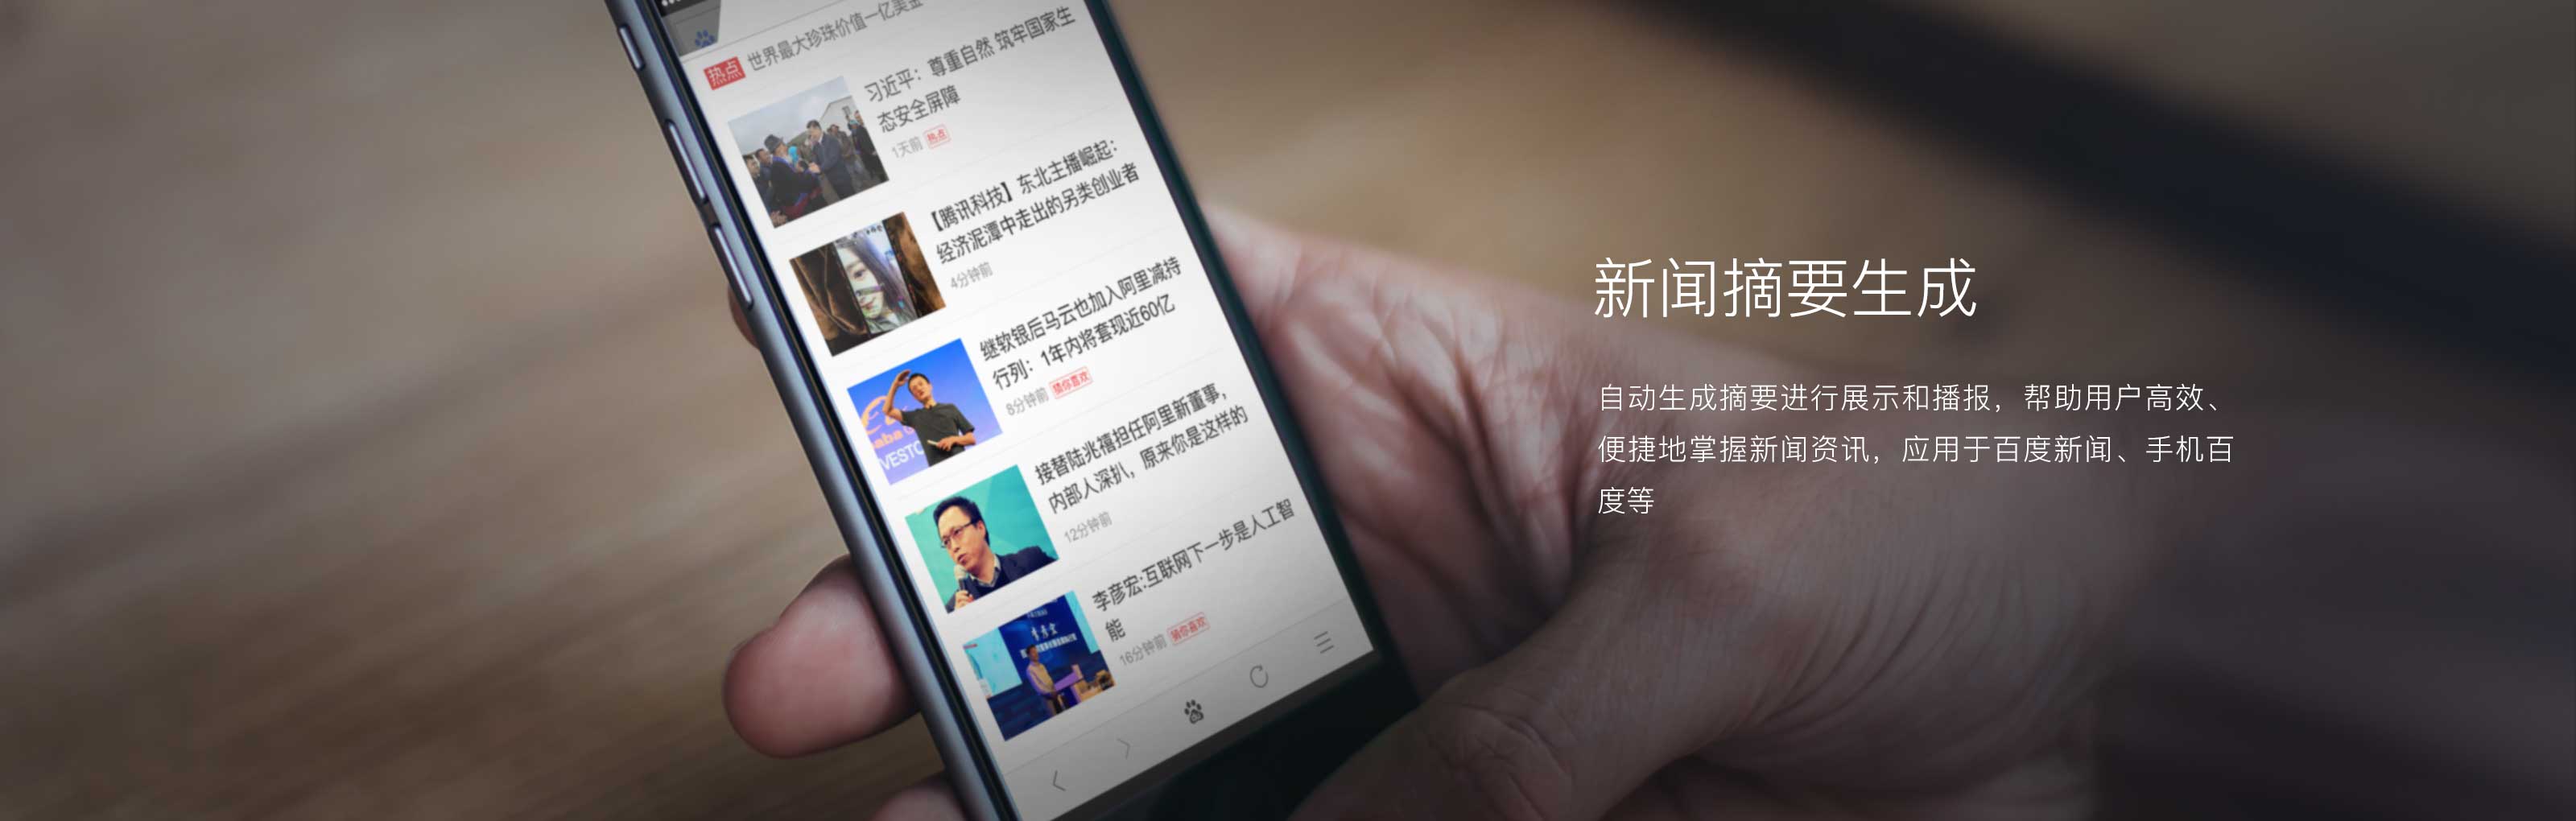 热点 世界最大珍珠价值一亿美金
习近平：尊重自然 筑牢国家生
态安全屏障
1天前 热点
【腾讯科技】东北主播崛起：
经济泥潭中走出的另类创业者
4分钟前
继软银后马云也加入阿里减持
行列：1年内将套现近60亿
8分钟前 猜你喜欢
接替陆兆禧担任阿里新董事，
内部人深扒，原来你是这样的
12分钟前
李彦宏:互联网下一步是人工智
能
16分钟前 猜你喜欢
baba G
VESTO
李彦宏
新闻摘要生成
自动生成摘要进行展示和播报，帮助用户高效、
便捷地掌握新闻资讯，应用于百度新闻、手机百
度等